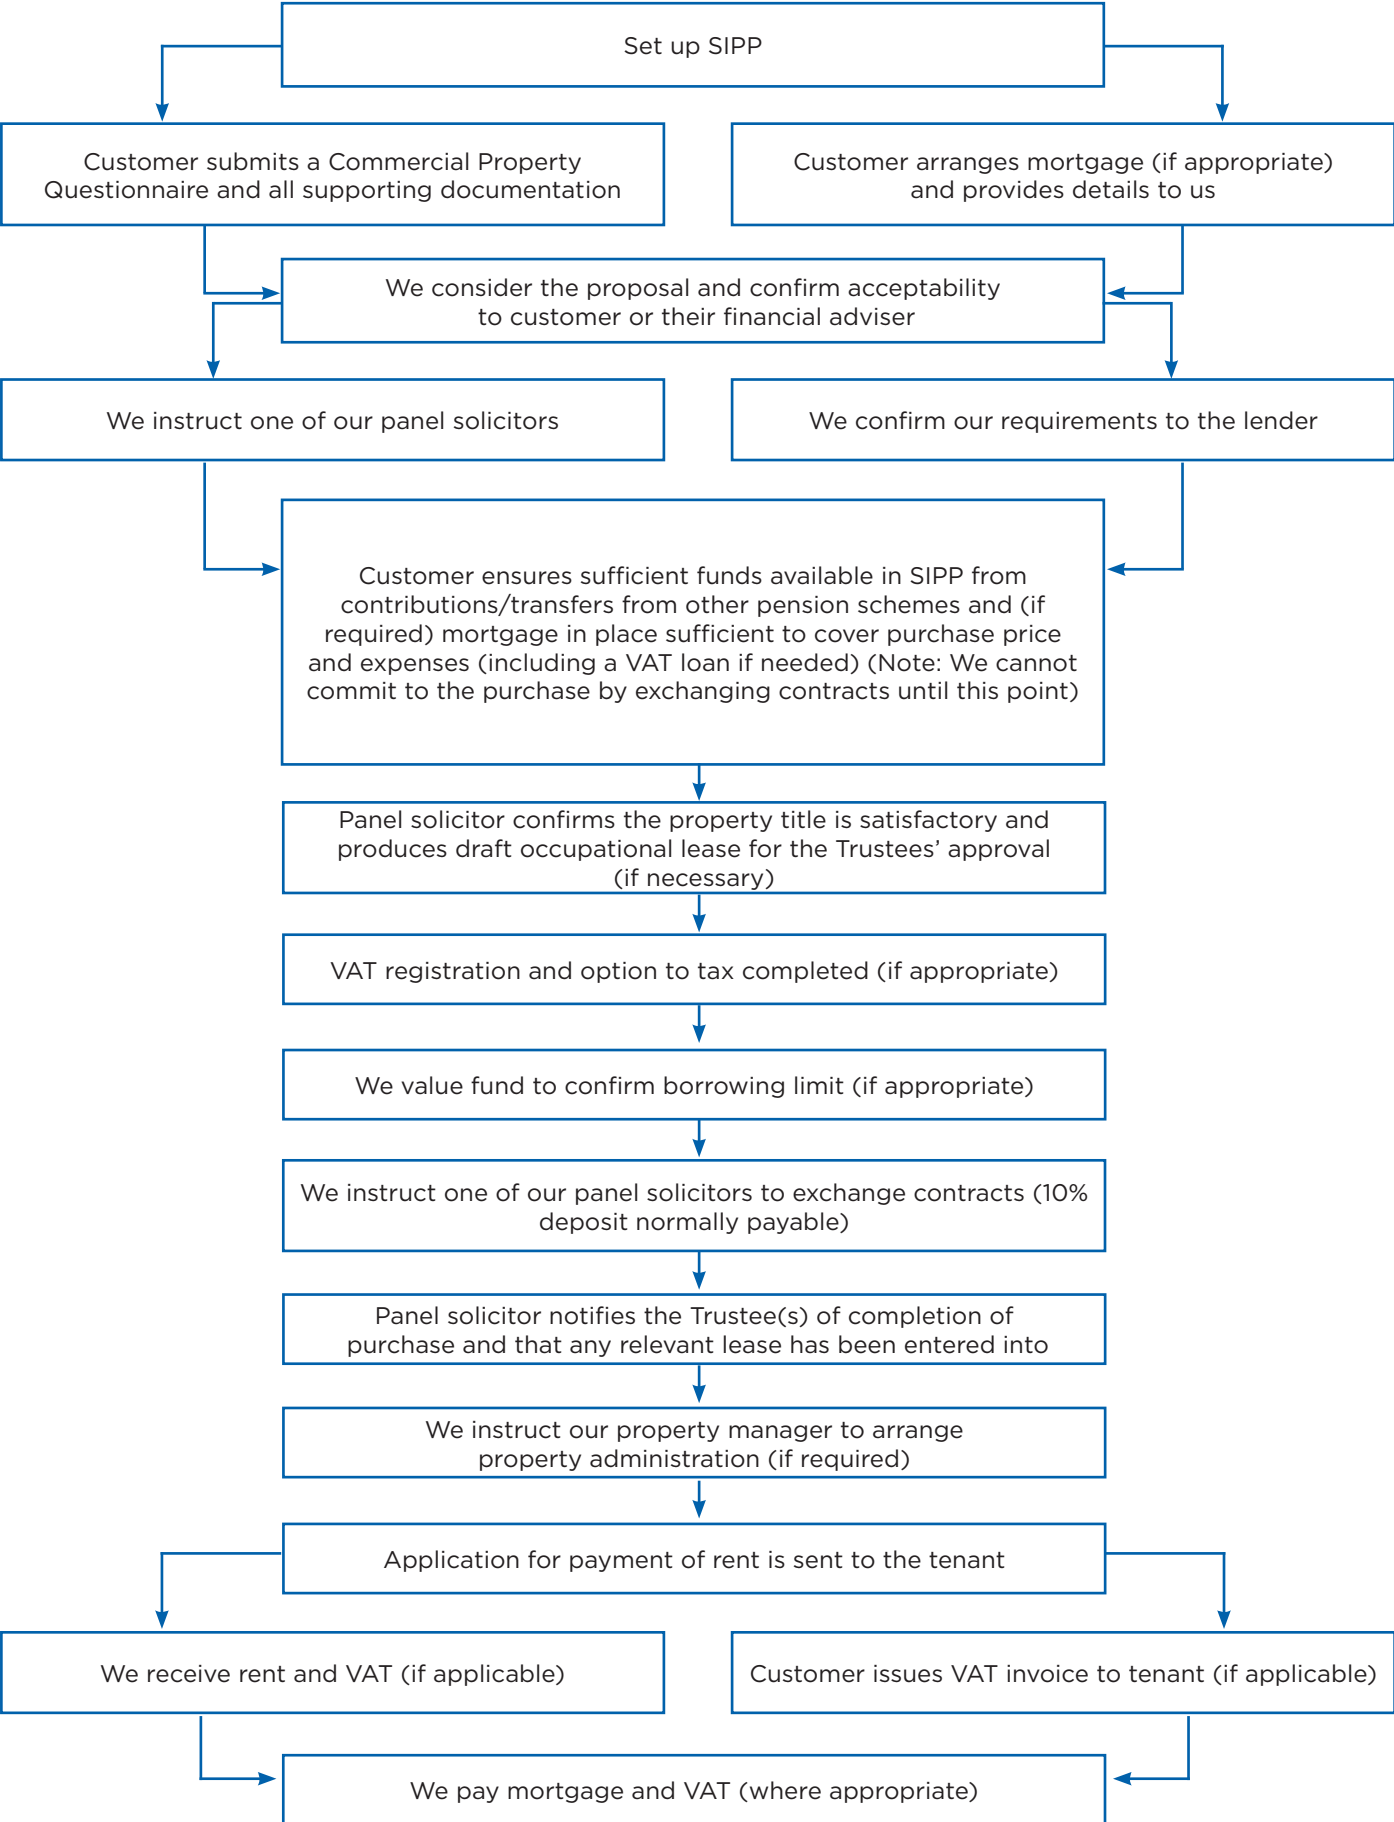 Set up SIPP
Customer submits a Commercial Property
Questionnaire and all supporting documentation
Customer arranges mortgage (if appropriate)
and provides details to us
We consider the proposal and confirm acceptability
to customer or their financial adviser
We instruct one of our panel solicitors
We confirm our requirements to the lender
Customer ensures sufficient funds available in SIPP from
contributions/transfers from other pension schemes and (if
required) mortgage in place sufficient to cover purchase price
and expenses (including a VAT loan if needed) (Note: We cannot
commit to the purchase by exchanging contracts until this point)
Panel solicitor confirms the property title is satisfactory and
produces draft occupational lease for the Trustees’ approval
(if necessary)
VAT registration and option to tax completed (if appropriate)
We value fund to confirm borrowing limit (if appropriate)
We instruct one of our panel solicitors to exchange contracts (10%
deposit normally payable)
Panel solicitor notifies the Trustee(s) of completion of
purchase and that any relevant lease has been entered into
We instruct our property manager to arrange
property administration (if required)
Application for payment of rent is sent to the tenant
We receive rent and VAT (if applicable)
Customer issues VAT invoice to tenant (if applicable)
We pay mortgage and VAT (where appropriate)